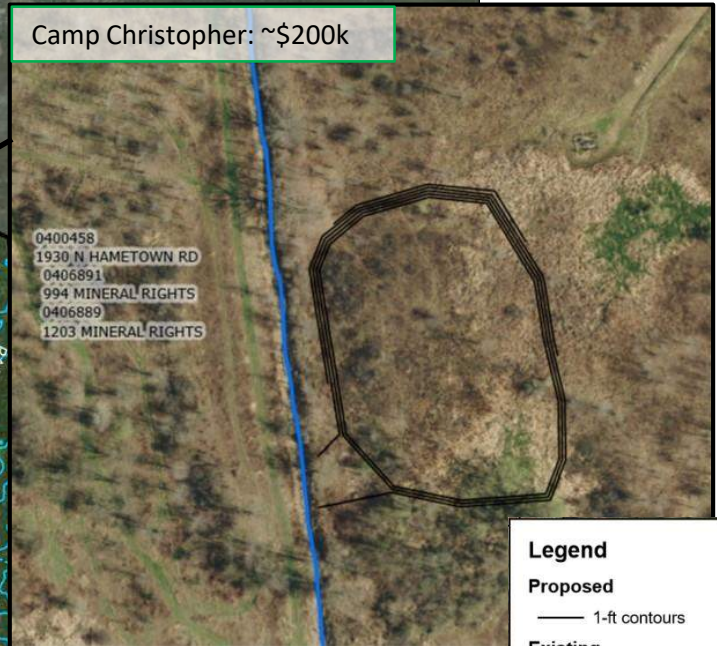 Camp Christopher: ~$200k
0400458
1930 N HAMETOWN RD
0406891
994 MINERAL RIGHTS
0406889
1203 MINERAL RIGHTS
Legend
Proposed
1-ft contours
Existing